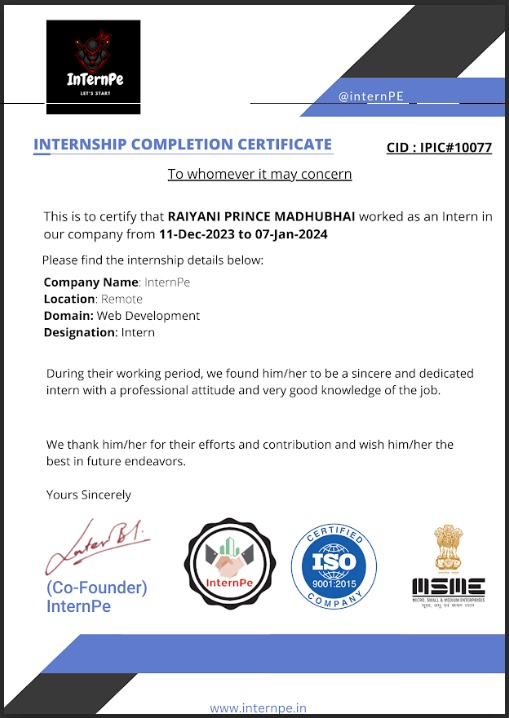 InTernPe
LET'S START
@internPE
INTERNSHIP COMPLETION CERTIFICATE
CID : IPIC#10077
To whomever it may concern
This is to certify that RAIYANI PRINCE MADHUBHAI worked as an Intern in
our company from 11-Dec-2023 to 07-Jan-2024
Please find the internship details below:
Company Name: InternPe
Location: Remote
Domain: Web Development
Designation: Intern
During their working period, we found him/her to be a sincere and dedicated
intern with a professional attitude and very good knowledge of the job.
We thank him/her for their efforts and contribution and wish him/her the
best in future endeavors.
Yours Sincerely
(Co-Founder)
InternPe
InternPe
CERTIFIED
ISO
9001:2015
COMPANY
MSME
MICRO, SMALL & MEDIUM ENTERPRISES
सूक्ष्म, लघु एवं मध्यम उद्यम
www.internpe.in